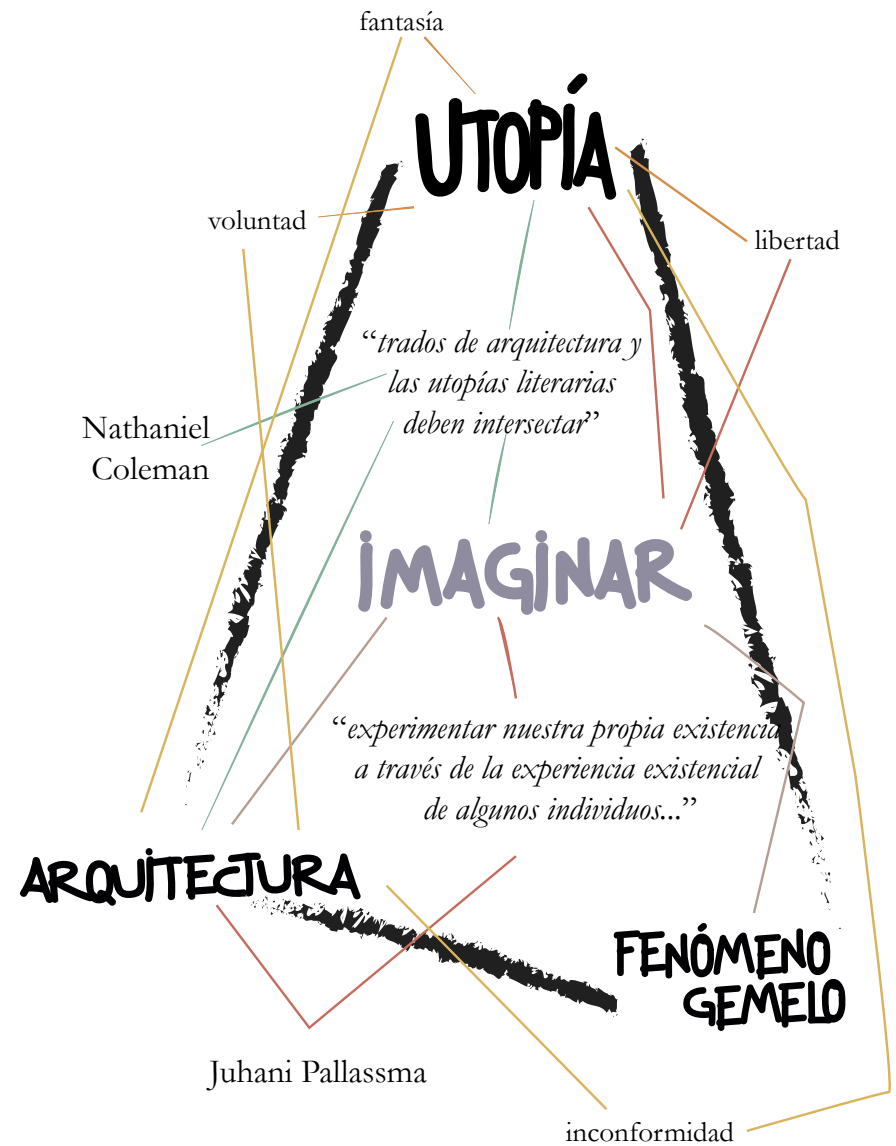 fantasía
UTOPÍA
voluntad
libertad
“trados de arquitectura y
las utopías literarias
deben intersectar”
Nathaniel
Coleman
IMAGINAR
“experimentar nuestra propia existencia
a través de la experiencia existencial
de algunos individuos...”
ARQUITECTURA
FENÓMENO
GEMELO
Juhani Pallassma
inconformidad